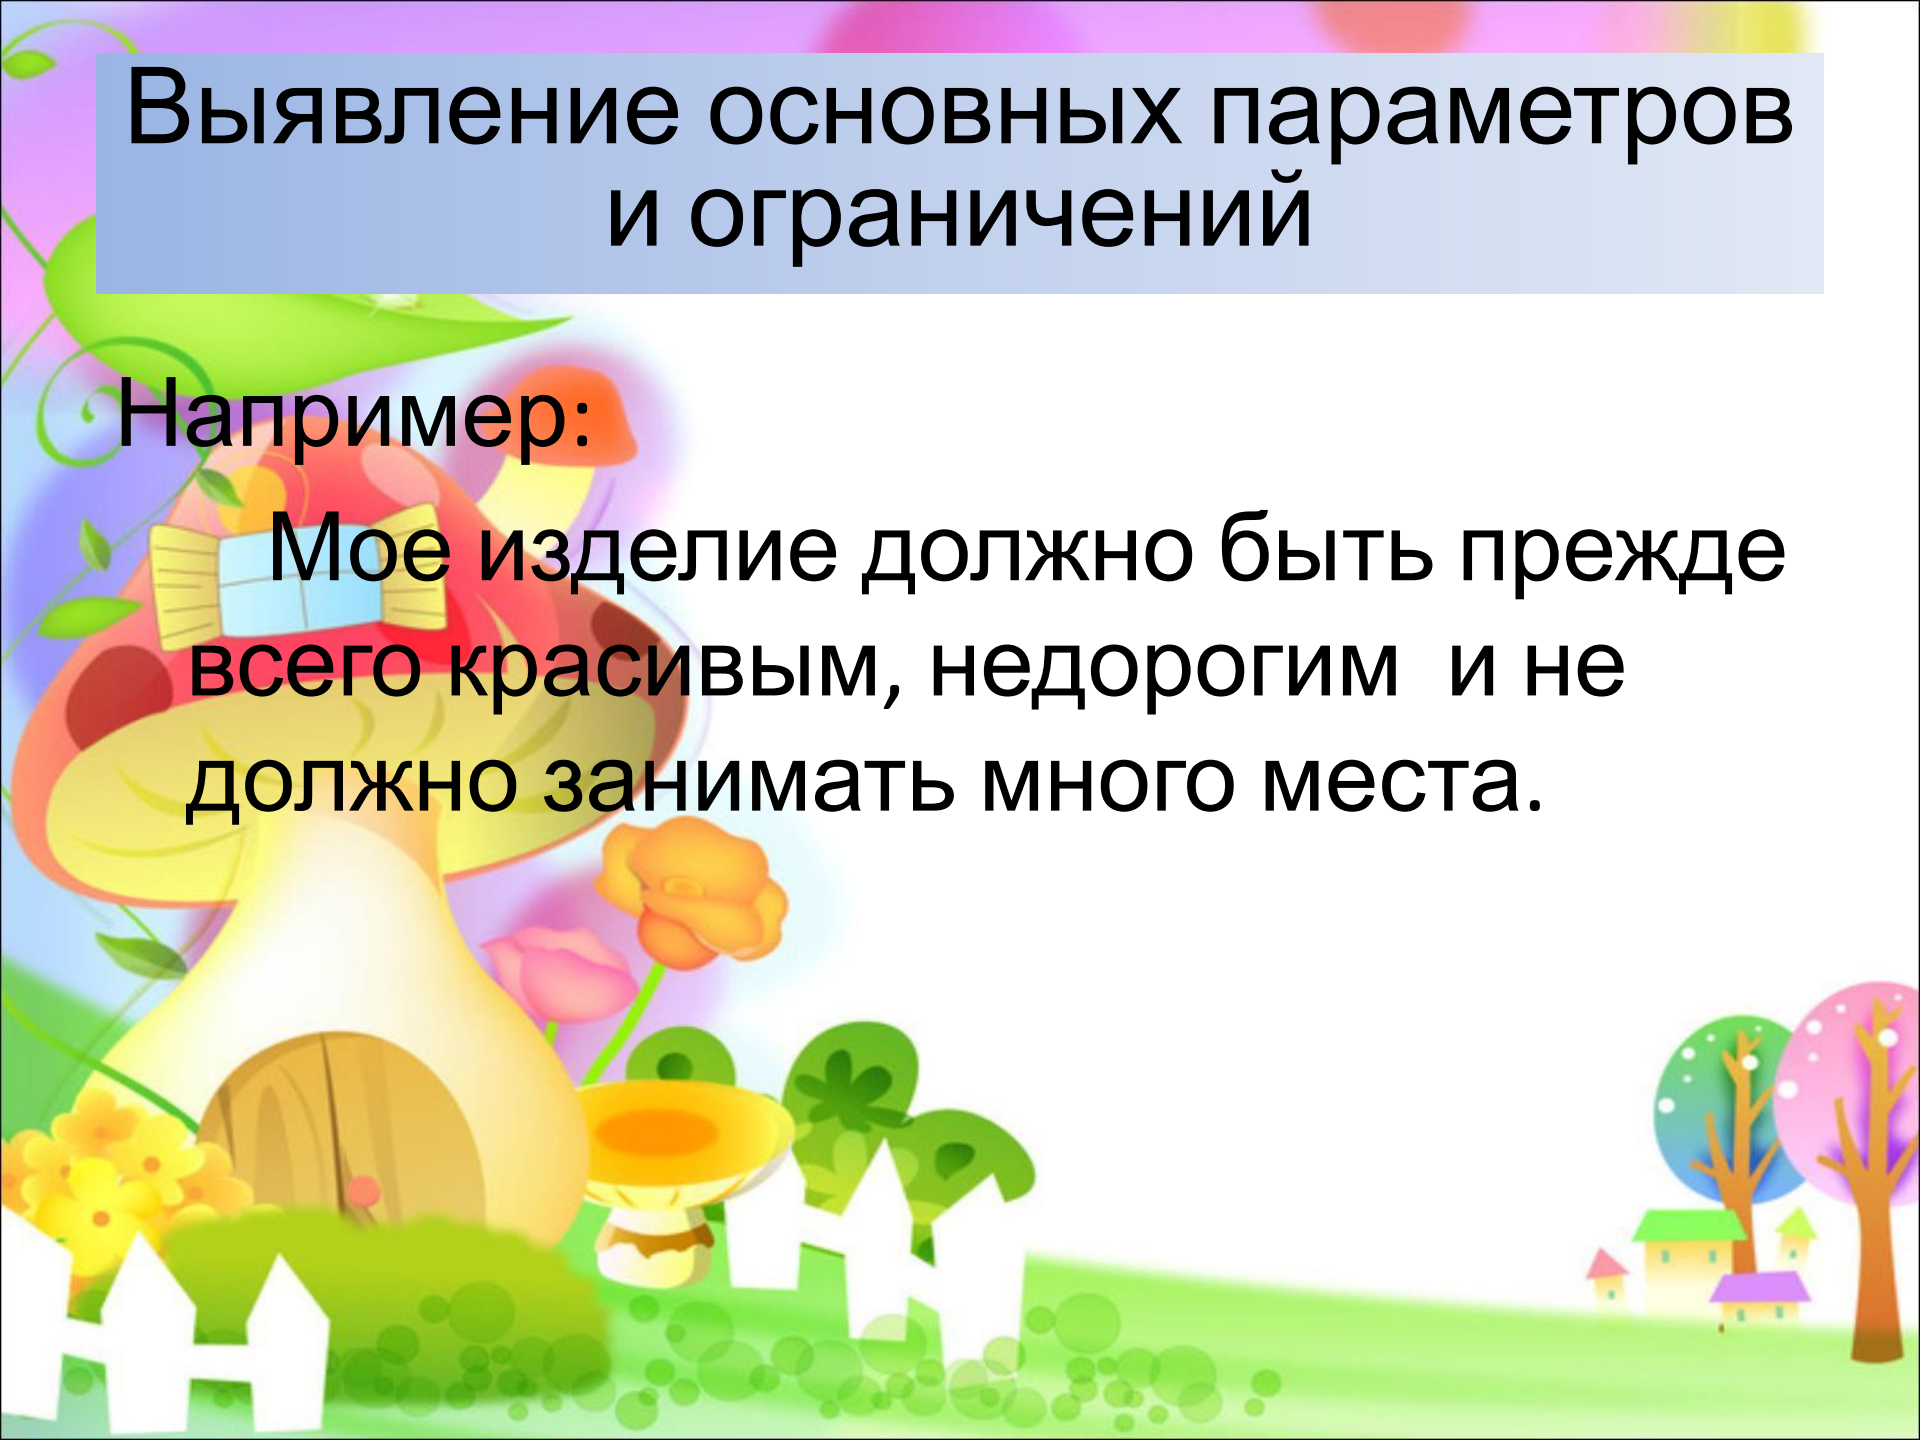 Выявление основных параметров
и ограничений
Например:
Мое изделие должно быть прежде
всего красивым, недорогим и не
должно занимать много места.